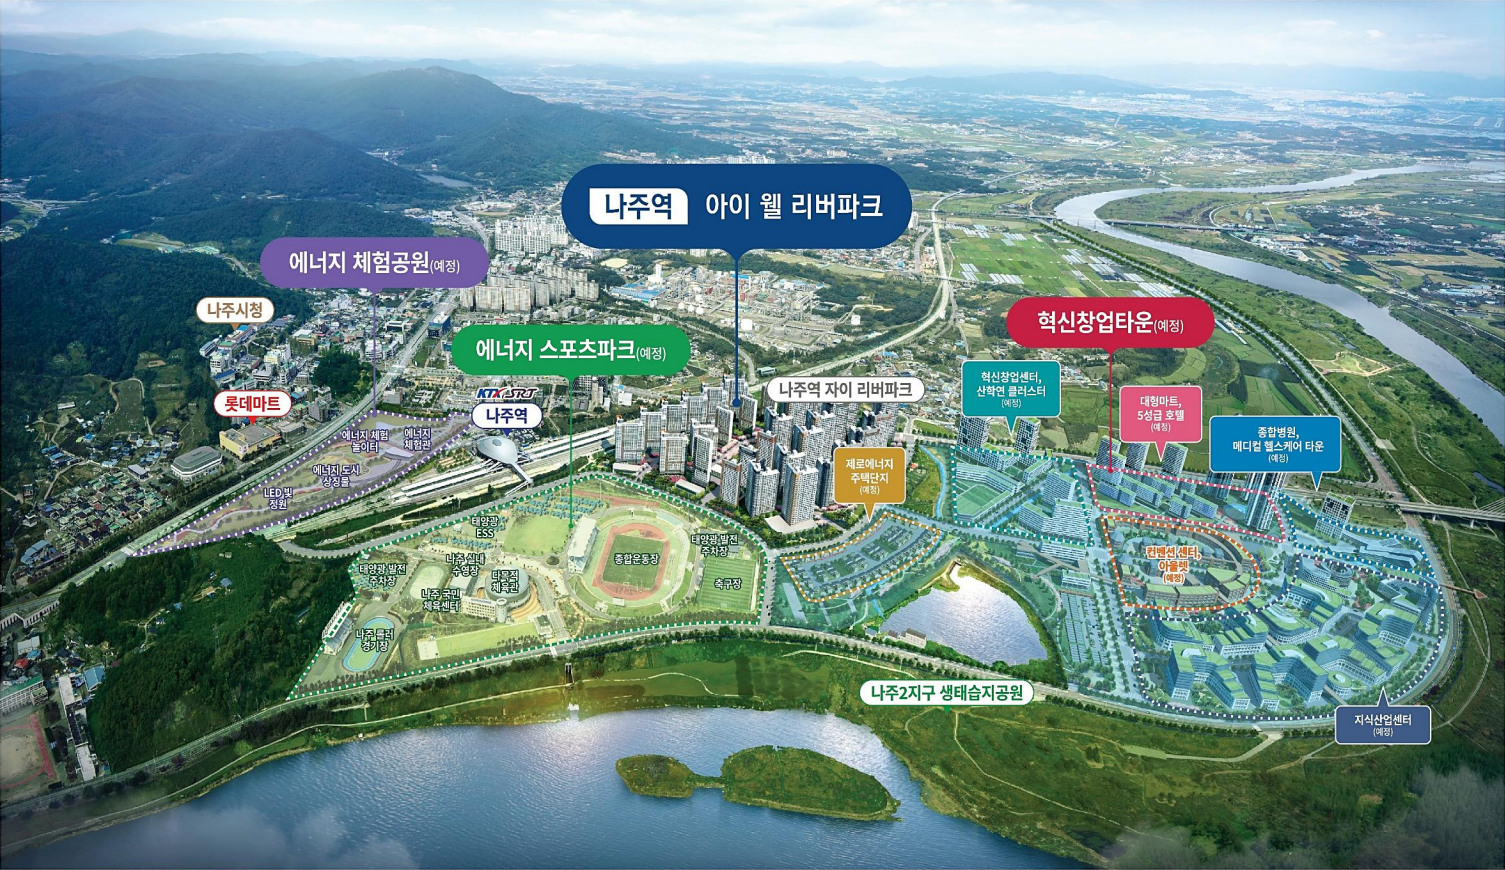 나주역 아이 웰 리버파크
에너지 체험공원(예정)
나주시청
롯데마트
에너지 스포츠파크(예정)
KTX SRT
나주역
나주역 자이 리버파크
혁신창업타운(예정)
혁신창업센터,
산학연 클러스터
(예정)
대형마트,
5성급 호텔
(예정)
종합병원,
메디컬 헬스케어 타운
(예정)
제로에너지
주택단지
(예정)
에너지 체험
놀이터
에너지
체험관
에너지 도시
상징물
LED 빛
정원
태양광
ESS
태양광 발전
주차장
나주 실내
수영장
다목적
체육관
나주 국민
체육센터
나주 롤러
경기장
종합운동장
태양광 발전
주차장
축구장
컨벤션 센터,
아울렛
(예정)
나주2지구 생태습지공원
지식산업센터
(예정)